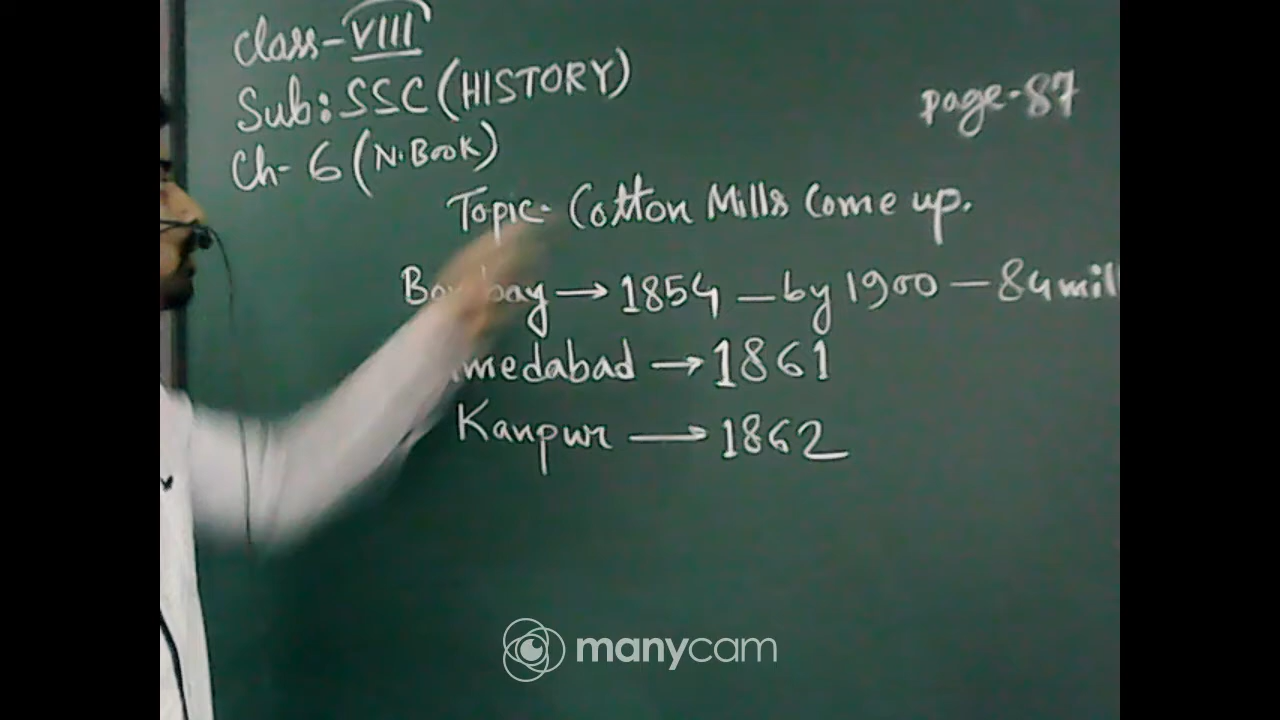 Class-VIII
Sub: SSC (HISTORY)
page-87
Ch- 6 (N.Book)
Topic- Cotton Mills Come up.
→ 1854 — by 1900 — 84 mil
→ 1861
Kanpur → 1862
manycam